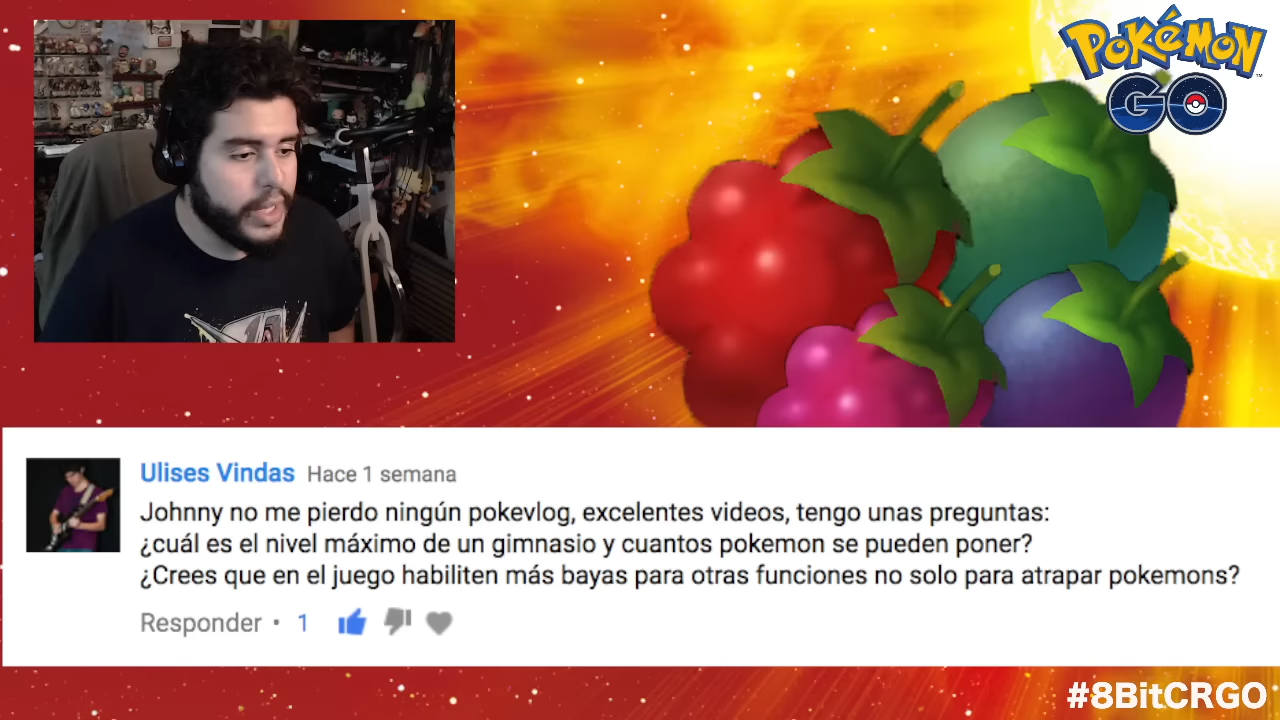 POKÉMON
GO
Ulises Vindas Hace 1 semana
Johnny no me pierdo ningún pokevlog, excelentes videos, tengo unas preguntas:
¿cuál es el nivel máximo de un gimnasio y cuantos pokemon se pueden poner?
¿Crees que en el juego habiliten más bayas para otras funciones no solo para atrapar pokemons?
Responder • 1
#8BitCRGO